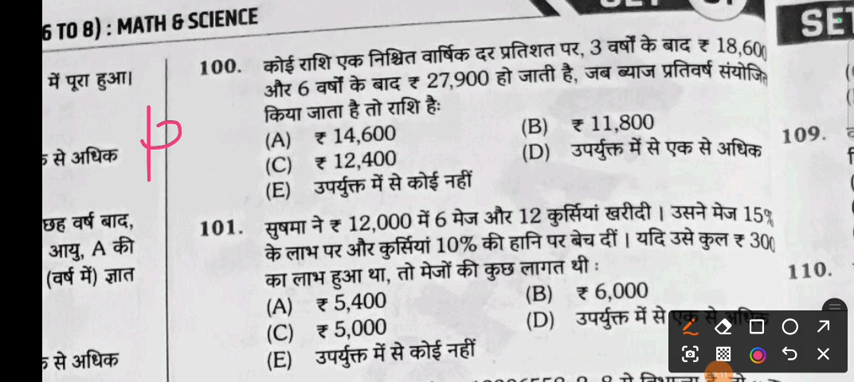 6 TO 8) : MATH & SCIENCE
SET
में पूरा हुआ।
से अधिक
छह वर्ष बाद,
आयु, A की
(वर्ष में) ज्ञात
से अधिक
100. कोई राशि एक निश्चित वार्षिक दर प्रतिशत पर, 3 वर्षों के बाद ₹ 18,600
और 6 वर्षों के बाद ₹ 27,900 हो जाती है, जब ब्याज प्रतिवर्ष संयोजित
किया जाता है तो राशि हैः
(A) ₹ 14,600 (B) ₹ 11,800
(C) ₹ 12,400 (D) उपर्युक्त में से एक से अधिक
(E) उपर्युक्त में से कोई नहीं
101. सुषमा ने ₹ 12,000 में 6 मेज और 12 कुर्सियां खरीदी। उसने मेज 15%
के लाभ पर और कुर्सियां 10% की हानि पर बेच दीं। यदि उसे कुल ₹ 300
का लाभ हुआ था, तो मेजों की कुछ लागत थी :
(A) ₹ 5,400 (B) ₹ 6,000
(C) ₹ 5,000 (D) उपर्युक्त में से एक से अधिक
(E) उपर्युक्त में से कोई नहीं
109.
110.